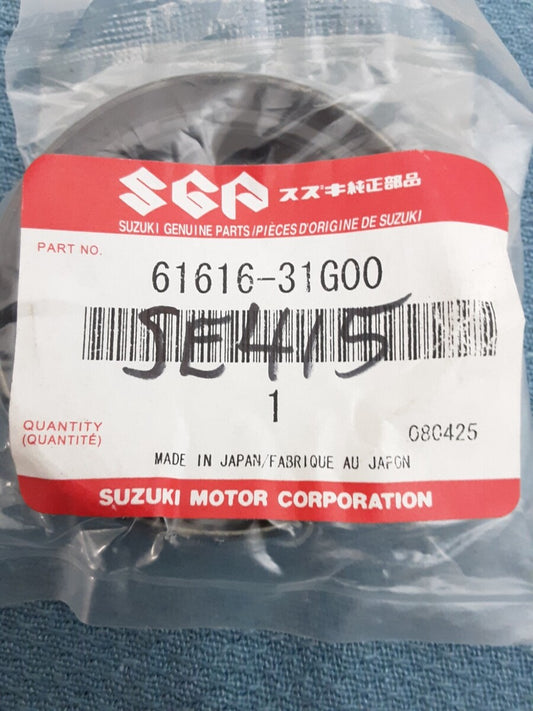 SGP スズキ純正部品
SUZUKI GENUINE PARTS/PIÈCES D'ORIGINE DE SUZUKI
PART NO.
61616-31G00
SE415
1
QUANTITY
(QUANTITÉ)
080425
MADE IN JAPAN/FABRIQUE AU JAPON
SUZUKI MOTOR CORPORATION